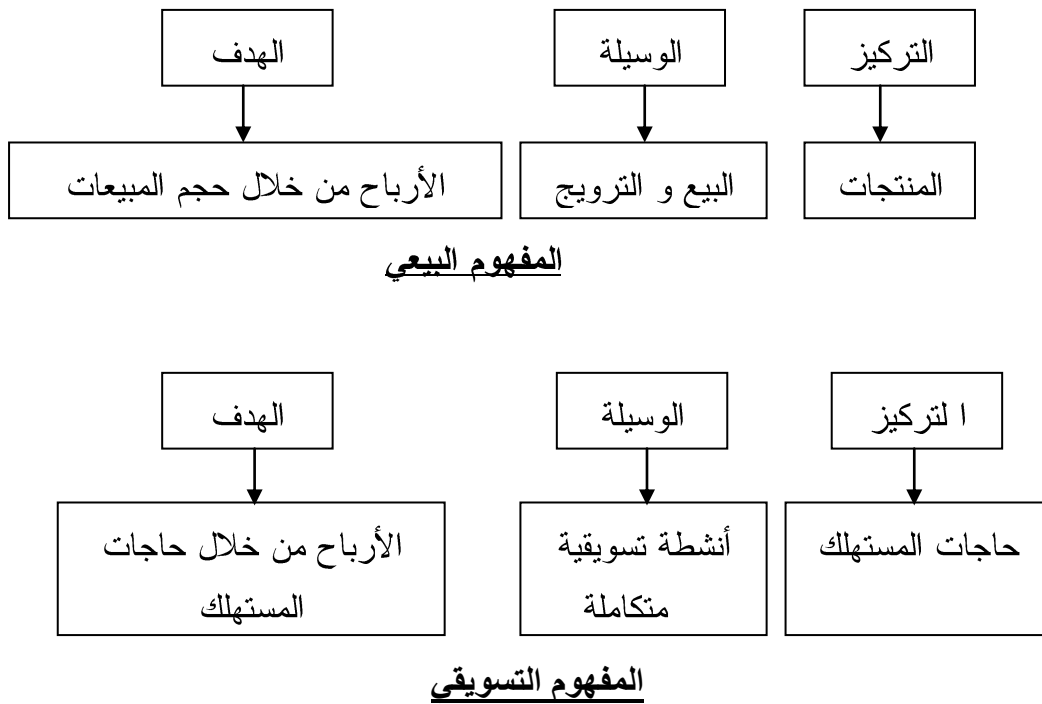 التركيز
الوسيلة
الهدف
المنتجات
البيع و الترويج
الأرباح من خلال حجم المبيعات
المفهوم البيعي
ا لتركيز
الوسيلة
الهدف
حاجات المستهلك
أنشطة تسويقية
متكاملة
الأرباح من خلال حاجات
المستهلك
المفهوم التسويقي